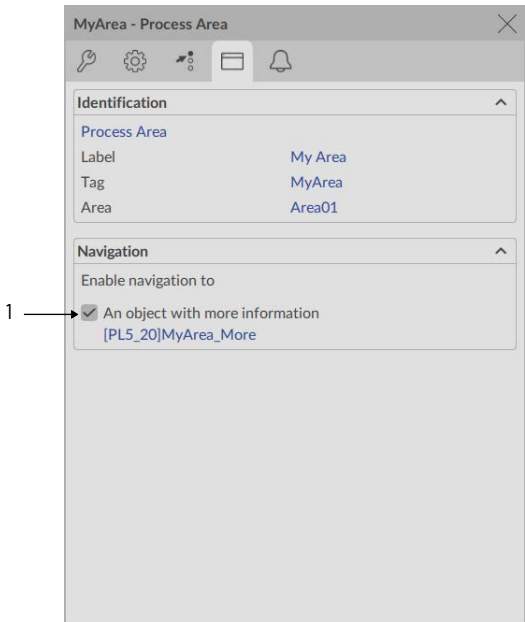 MyArea - Process Area
Identification
Process Area
Label My Area
Tag MyArea
Area Area01
Navigation
Enable navigation to
1
An object with more information
[PL5_20]MyArea_More